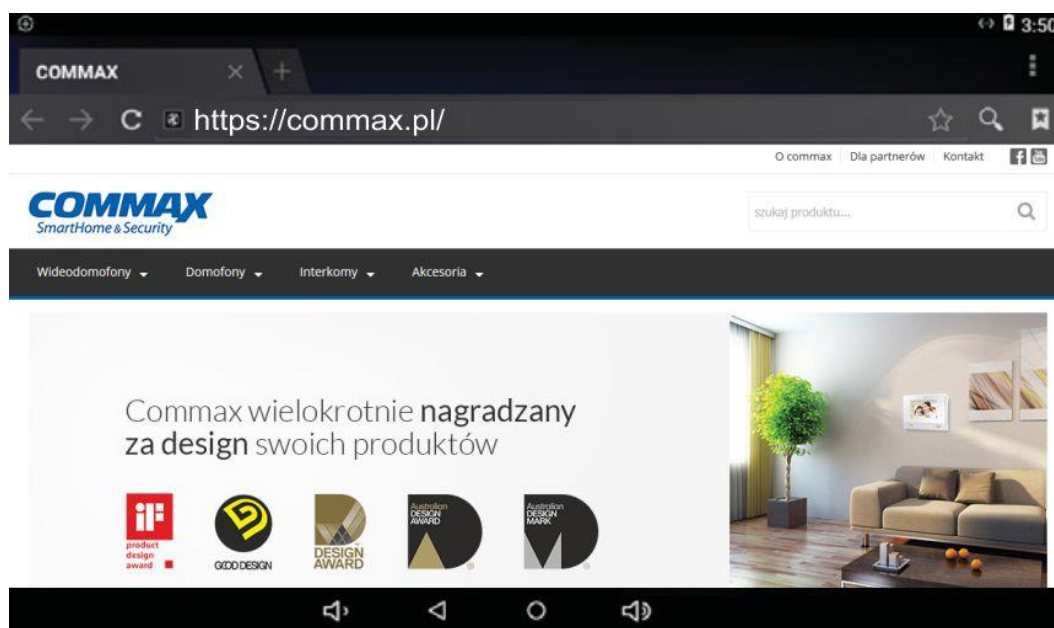 3:50
COMMAX
https://commax.pl/
O commax Dla partnerów Kontakt
COMMAX
SmartHome & Security
szukaj produktu...
Wideodomofony Domofony Interkomy Akcesoria
Commax wielokrotnie nagradzany
za design swoich produktów
iF
product
design
award
GOOD DESIGN
DESIGN
AWARD
Australian
DESIGN
AWARD
Australian
DESIGN
MARK